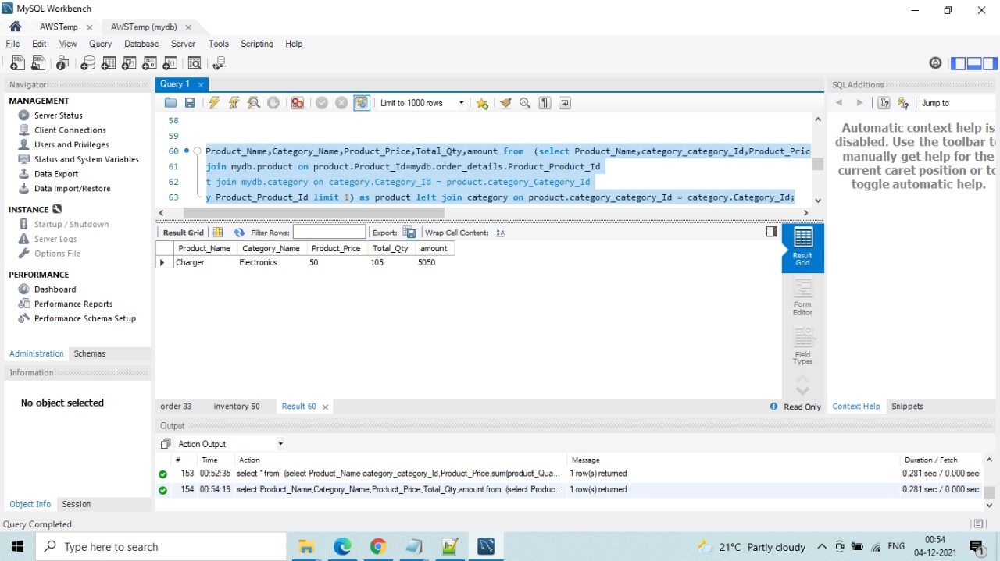 MySQL Workbench
AWSTemp
AWSTemp (mydb)
File Edit View Query Database Server Tools Scripting Help
Navigator
MANAGEMENT
Server Status
Client Connections
Users and Privileges
Status and System Variables
Data Export
Data Import/Restore
INSTANCE
Startup / Shutdown
Server Logs
Options File
PERFORMANCE
Dashboard
Performance Reports
Performance Schema Setup
Administration Schemas
Information
No object selected
Object Info Session
Query 1
Limit to 1000 rows
58
59
60 Product_Name,Category_Name,Product_Price,Total_Qty,amount from (select Product_Name,category_category_Id,Product_Pric
61 join mydb.product on product.Product_Id=mydb.order_details.Product_Product_Id
62 t join mydb.category on category.Category_Id = product.category_Category_Id
63 y Product_Product_Id limit 1) as product left join category on product.category_category_Id = category.Category_Id;
Result Grid Filter Rows: Export: Wrap Cell Content:
Product_Name Category_Name Product_Price Total_Qty amount
Charger Electronics 50 105 5050
Result Grid
Form Editor
Field Types
order 33 inventory 50 Result 60 Read Only
SQLAdditions
Jump to
Automatic context help is
disabled. Use the toolbar to
manually get help for the
current caret position or to
toggle automatic help.
Context Help Snippets
Output
Action Output
# Time Action Message Duration / Fetch
153 00:52:35 select * from (select Product_Name,category_category_Id,Product_Price,sum(product_Qua... 1 row(s) returned 0.281 sec / 0.000 sec
154 00:54:19 select Product_Name,Category_Name,Product_Price,Total_Qty,amount from (select Produc... 1 row(s) returned 0.281 sec / 0.000 sec
Query Completed
Type here to search
21°C Partly cloudy
ENG
00:54
04-12-2021
1